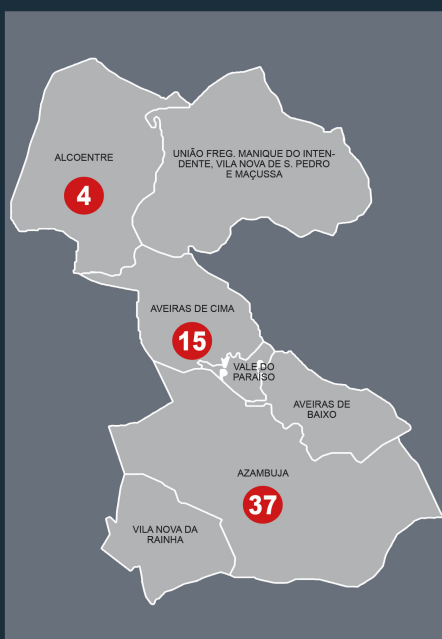 ALCOENTRE
4
UNIÃO FREG. MANIQUE DO INTEN-
DENTE, VILA NOVA DE S. PEDRO
E MAÇUSSA
AVEIRAS DE CIMA
15
VALE DO
PARAÍSO
AVEIRAS DE
BAIXO
AZAMBUJA
37
VILA NOVA DA
RAINHA